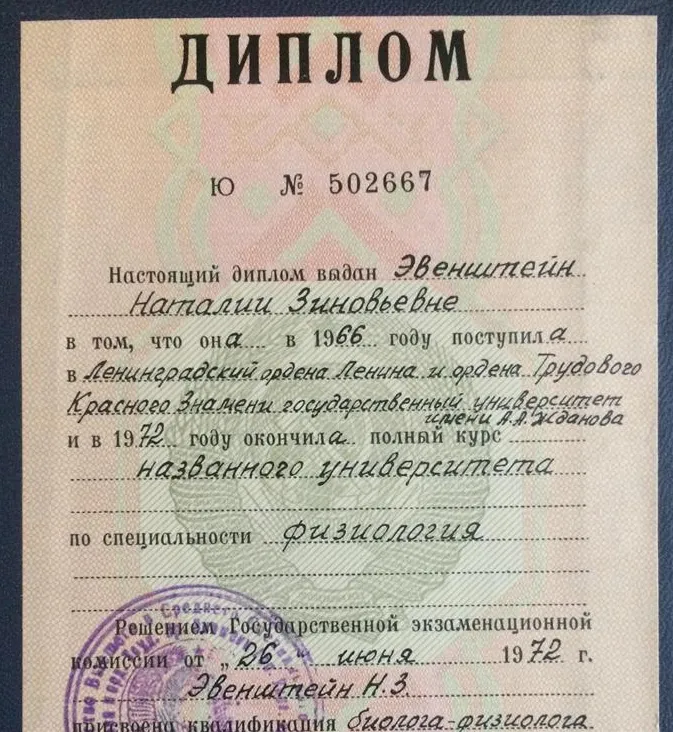 ДИПЛОМ
Ю № 502667
Настоящий диплом выдан Эвенштейн
Наталии Зиновьевне
в том, что она в 1966 году поступила
в Ленинградский ордена Ленина и ордена Трудового
Красного Знамени государственный университет
имени А.А. Жданова
и в 1972 году окончила полный курс
названного университета
по специальности физиология
Решением Государственной экзаменационной
комиссии от „26" июня 1972 г.
Эвенштейн Н.З.
присвоена квалификация биолога-физиолога